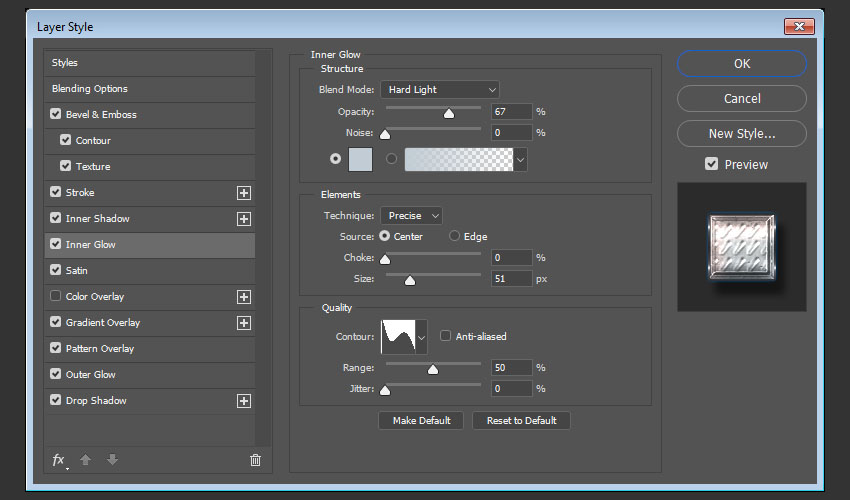 Layer Style
Styles
Blending Options
Bevel & Emboss
Contour
Texture
Stroke
Inner Shadow
Inner Glow
Satin
Color Overlay
Gradient Overlay
Pattern Overlay
Outer Glow
Drop Shadow
fx
Inner Glow
Structure
Blend Mode: Hard Light
Opacity: 67 %
Noise: 0 %
Elements
Technique: Precise
Source: Center Edge
Choke: 0 %
Size: 51 px
Quality
Contour: Anti-aliased
Range: 50 %
Jitter: 0 %
Make Default Reset to Default
OK
Cancel
New Style...
Preview